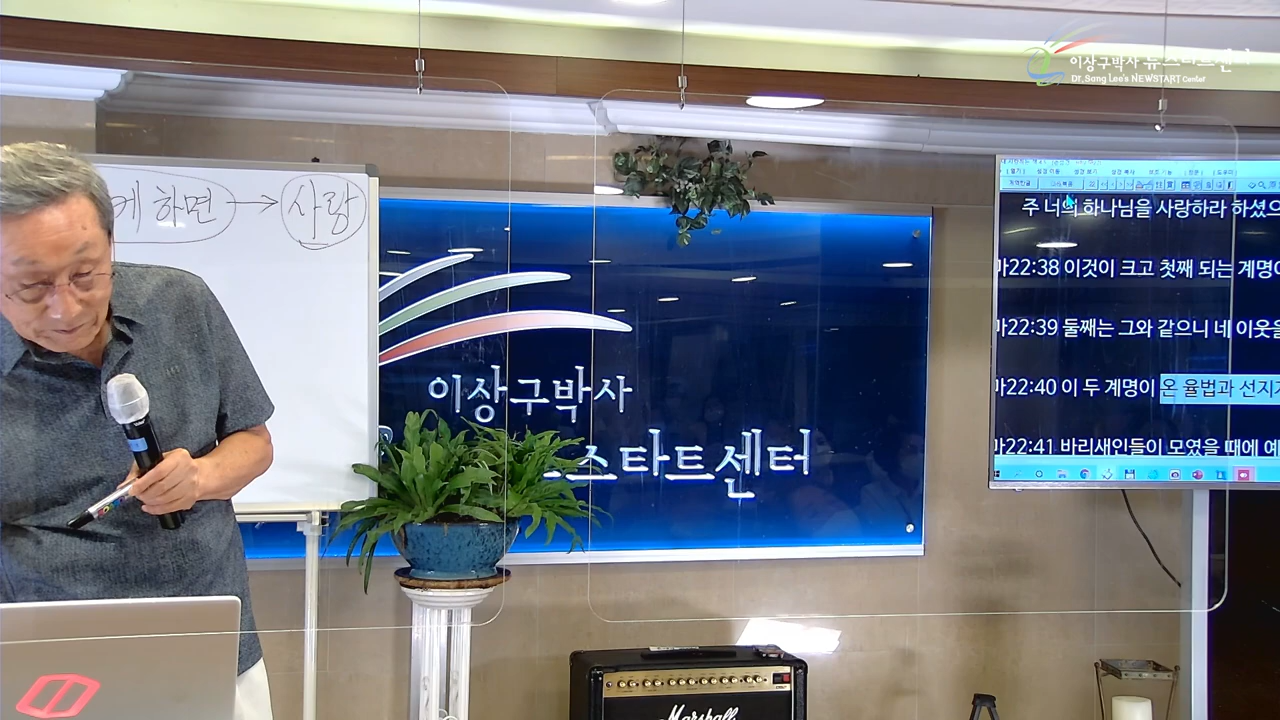 이상구박사 뉴스타트센터
Dr. Sang Lee's NEWSTART Center
게 하면 → 사랑
이상구박사
스타트센터
주 너의 하나님을 사랑하라 하셨으
마22:38 이것이 크고 첫째 되는 계명이
마22:39 둘째는 그와 같으니 네 이웃을
마22:40 이 두 계명이 온 율법과 선지자
마22:41 바리새인들이 모였을 때에 예
Marshall